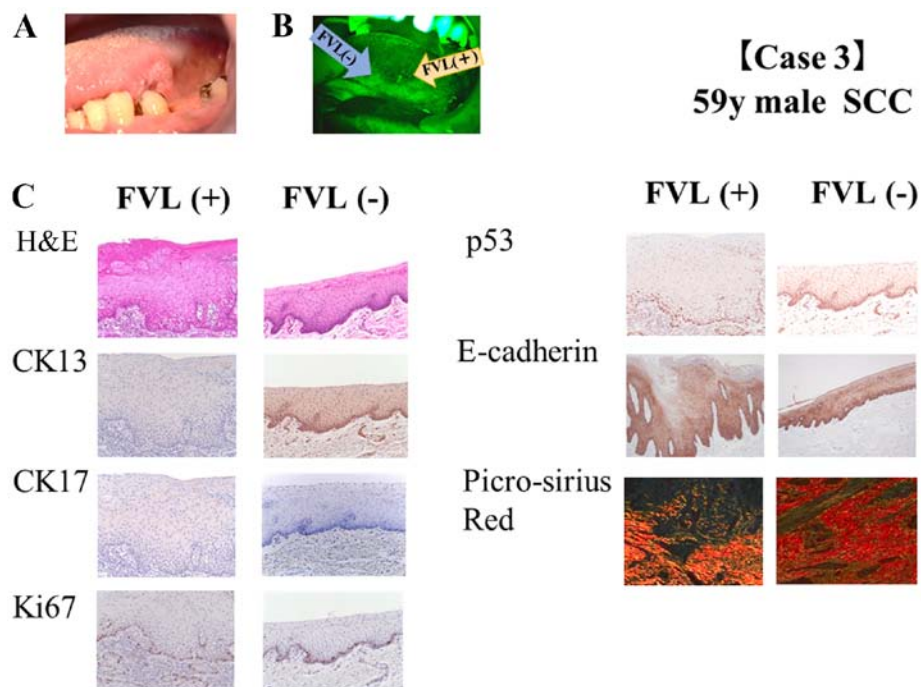 A
B
FVL(-)
FVL(+)
【Case 3】
59y male SCC
C
FVL (+)
FVL (-)
H&E
CK13
CK17
Ki67
FVL (+)
FVL (-)
p53
E-cadherin
Picro-sirius
Red